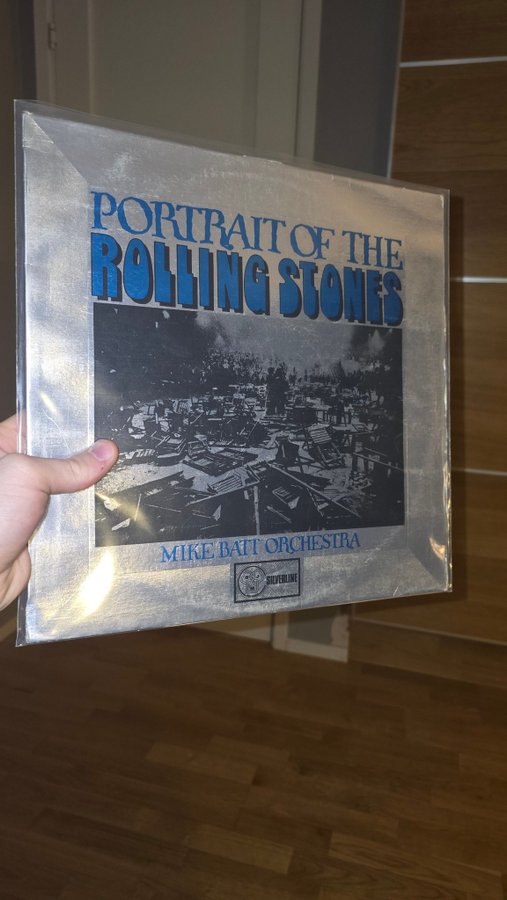 PORTRAIT OF THE
ROLLING STONES
MIKE BATT ORCHESTRA
SILVERLINE